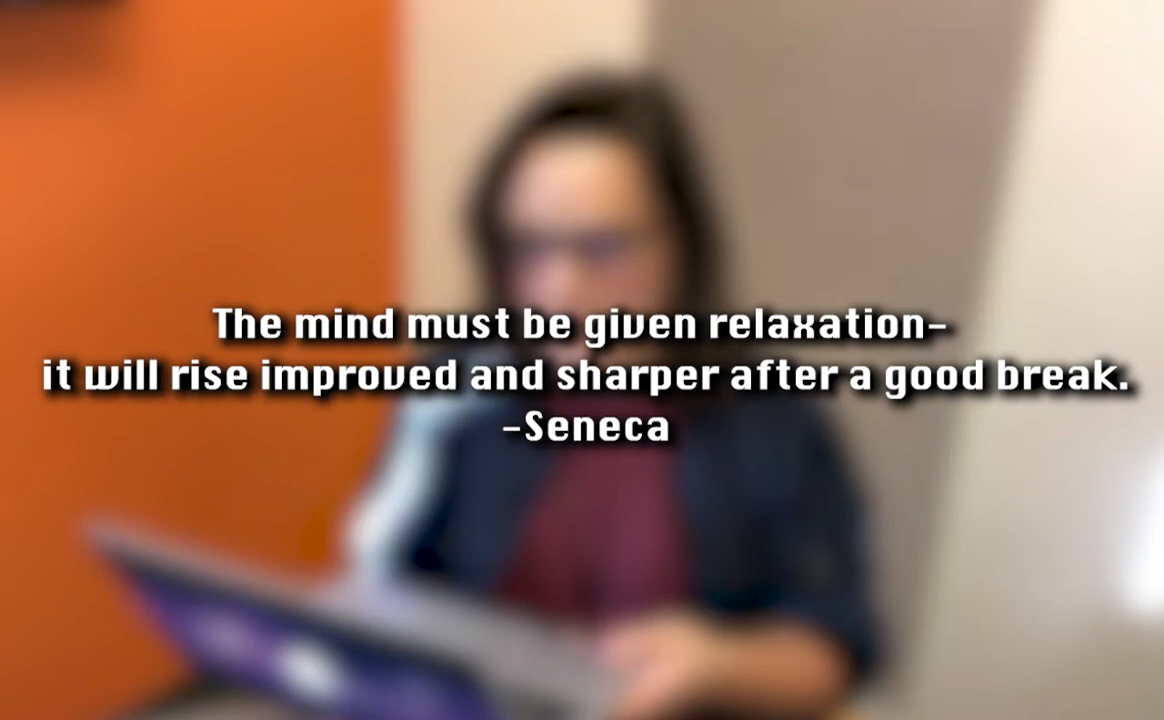 The mind must be given relaxation-
it will rise improved and sharper after a good break.
-Seneca